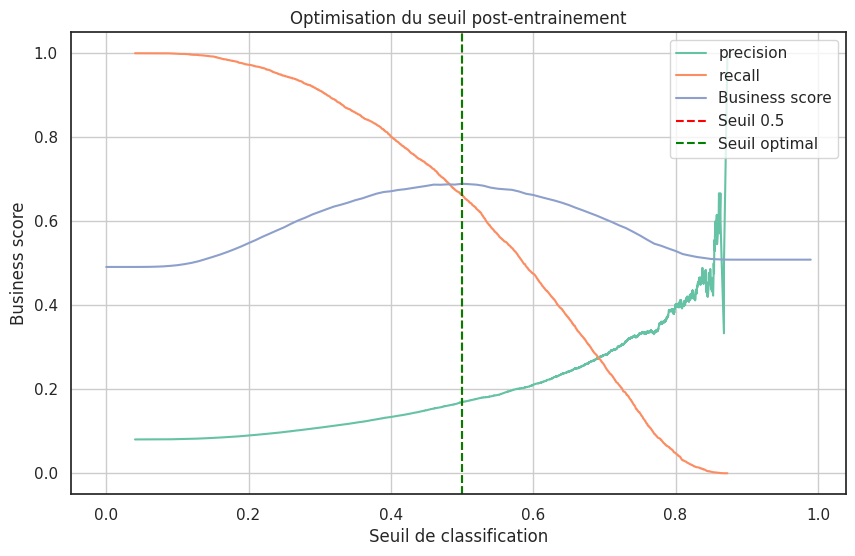 Optimisation du seuil post-entrainement
precision
recall
Business score
Seuil 0.5
Seuil optimal
Business score
1.0
0.8
0.6
0.4
0.2
0.0
0.0 0.2 0.4 0.6 0.8 1.0
Seuil de classification